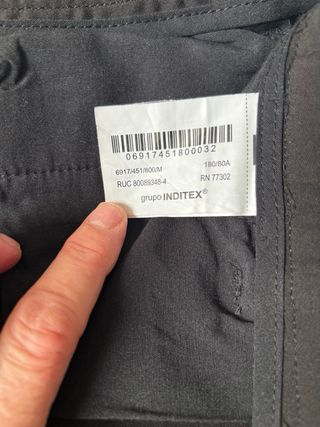 06917451800032
6917/451/800/M 180/80A
RUC 80089348-4 RN 77302
grupo INDITEX®